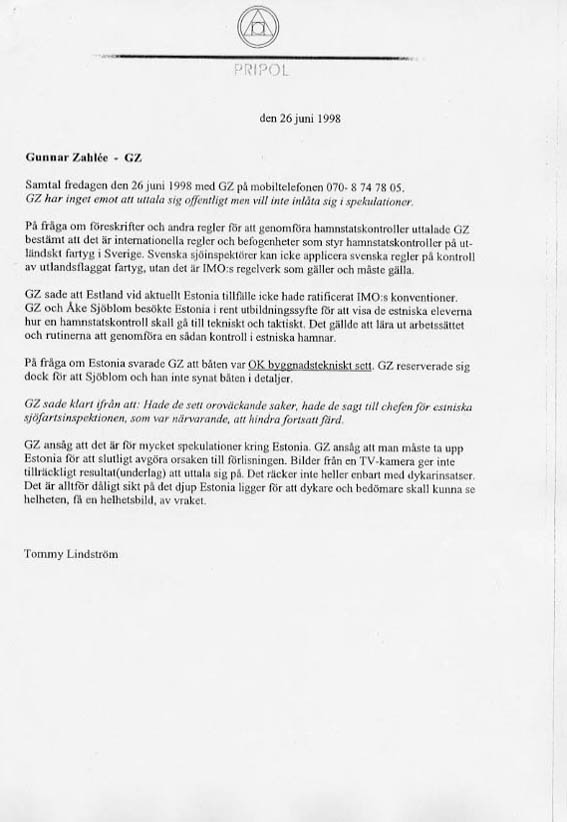 PRIPOL
den 26 juni 1998
Gunnar Zahlée - GZ
Samtal fredagen den 26 juni 1998 med GZ på mobiltelefonen 070- 8 74 78 05.
GZ har inget emot att uttala sig offentligt men vill inte inlåta sig i spekulationer.
På fråga om föreskrifter och andra regler för att genomföra hamnstatskontroller uttalade GZ
bestämt att det är internationella regler och befogenheter som styr hamnstatskontroller på ut-
ländskt fartyg i Sverige. Svenska sjöinspektörer kan icke applicera svenska regler på kontroll
av utlandsflaggat fartyg, utan det är IMO:s regelverk som gäller och måste gälla.
GZ sade att Estland vid aktuellt Estonia tillfälle icke hade ratificerat IMO:s konventioner.
GZ och Åke Sjöblom besökte Estonia i rent utbildningssyfte för att visa de estniska eleverna
hur en hamnstatskontroll skall gå till tekniskt och taktiskt. Det gällde att lära ut arbetssättet
och rutinerna att genomföra en sådan kontroll i estniska hamnar.
På fråga om Estonia svarade GZ att båten var OK byggnadstekniskt sett. GZ reserverade sig
dock för att Sjöblom och han inte synat båten i detaljer.
GZ sade klart ifrån att: Hade de sett oroväckande saker, hade de sagt till chefen för estniska
sjöfartsinspektionen, som var närvarande, att hindra fortsatt färd.
GZ ansåg att det är för mycket spekulationer kring Estonia. GZ ansåg att man måste ta upp
Estonia för att slutligt avgöra orsaken till förlisningen. Bilder från en TV-kamera ger inte
tillräckligt resultat(underlag) att uttala sig på. Det räcker inte heller enbart med dykarinsatser.
Det är alltför dåligt sikt på det djup Estonia ligger för att dykare och bedömare skall kunna se
helheten, få en helhetsbild, av vraket.
Tommy Lindström